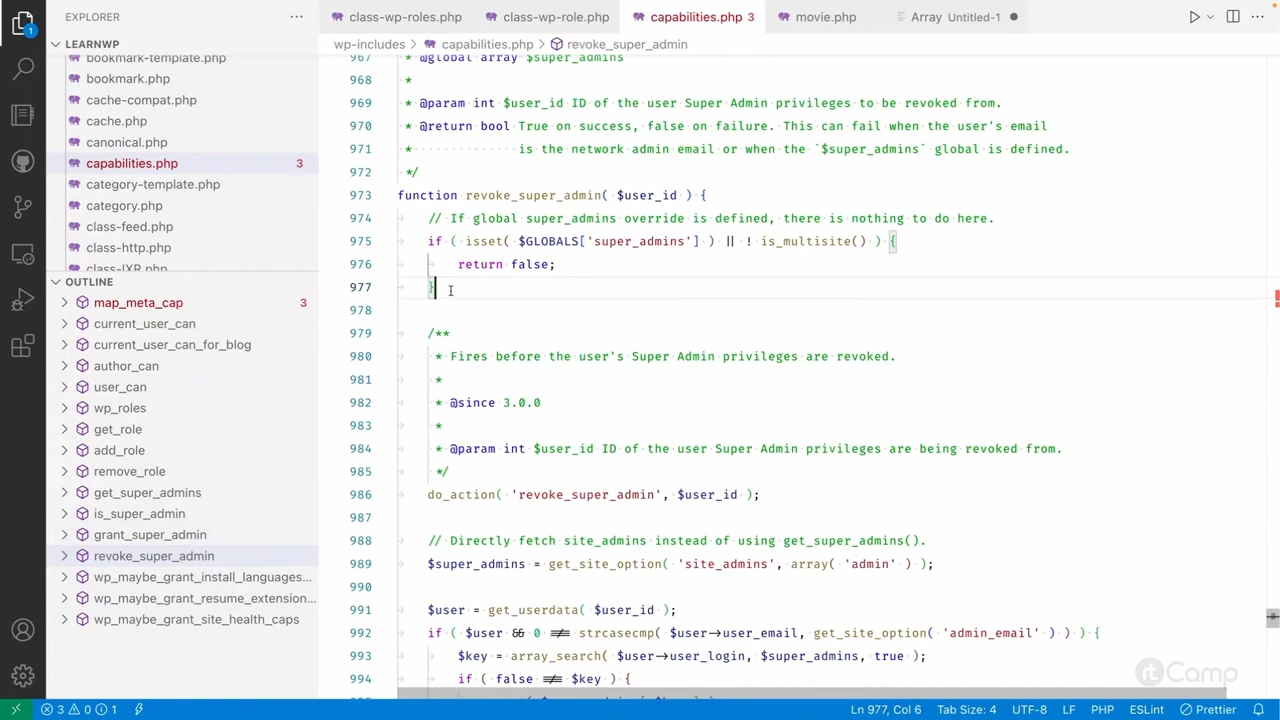 EXPLORER
class-wp-roles.php
class-wp-role.php
capabilities.php 3
movie.php
Array Untitled-1
LEARNWP
wp-includes > capabilities.php > revoke_super_admin
bookmark-template.php
bookmark.php
cache-compat.php
cache.php
canonical.php
capabilities.php 3
category-template.php
category.php
class-feed.php
class-http.php
class-IXR.php
OUTLINE
map_meta_cap 3
current_user_can
current_user_can_for_blog
author_can
user_can
wp_roles
get_role
add_role
remove_role
get_super_admins
is_super_admin
grant_super_admin
revoke_super_admin
wp_maybe_grant_install_languages...
wp_maybe_grant_resume_extension...
wp_maybe_grant_site_health_caps
967 * @global array $super_admins
968 *
969 * @param int $user_id ID of the user Super Admin privileges to be revoked from.
970 * @return bool True on success, false on failure. This can fail when the user's email
971 * is the network admin email or when the `$super_admins` global is defined.
972 */
973 function revoke_super_admin( $user_id ) {
974 // If global super_admins override is defined, there is nothing to do here.
975 if ( isset( $GLOBALS['super_admins'] ) || ! is_multisite() ) {
976 return false;
977 }
978
979 /**
980 * Fires before the user's Super Admin privileges are revoked.
981 *
982 * @since 3.0.0
983 *
984 * @param int $user_id ID of the user Super Admin privileges are being revoked from.
985 */
986 do_action( 'revoke_super_admin', $user_id );
987
988 // Directly fetch site_admins instead of using get_super_admins().
989 $super_admins = get_site_option( 'site_admins', array( 'admin' ) );
990
991 $user = get_userdata( $user_id );
992 if ( $user && 0 !== strcasecmp( $user->user_email, get_site_option( 'admin_email' ) ) ) {
993 $key = array_search( $user->user_login, $super_admins, true );
994 if ( false !== $key ) {
rtCamp
1
3 0 1
Ln 977, Col 6
Tab Size: 4
UTF-8
LF
PHP
ESLint
Prettier